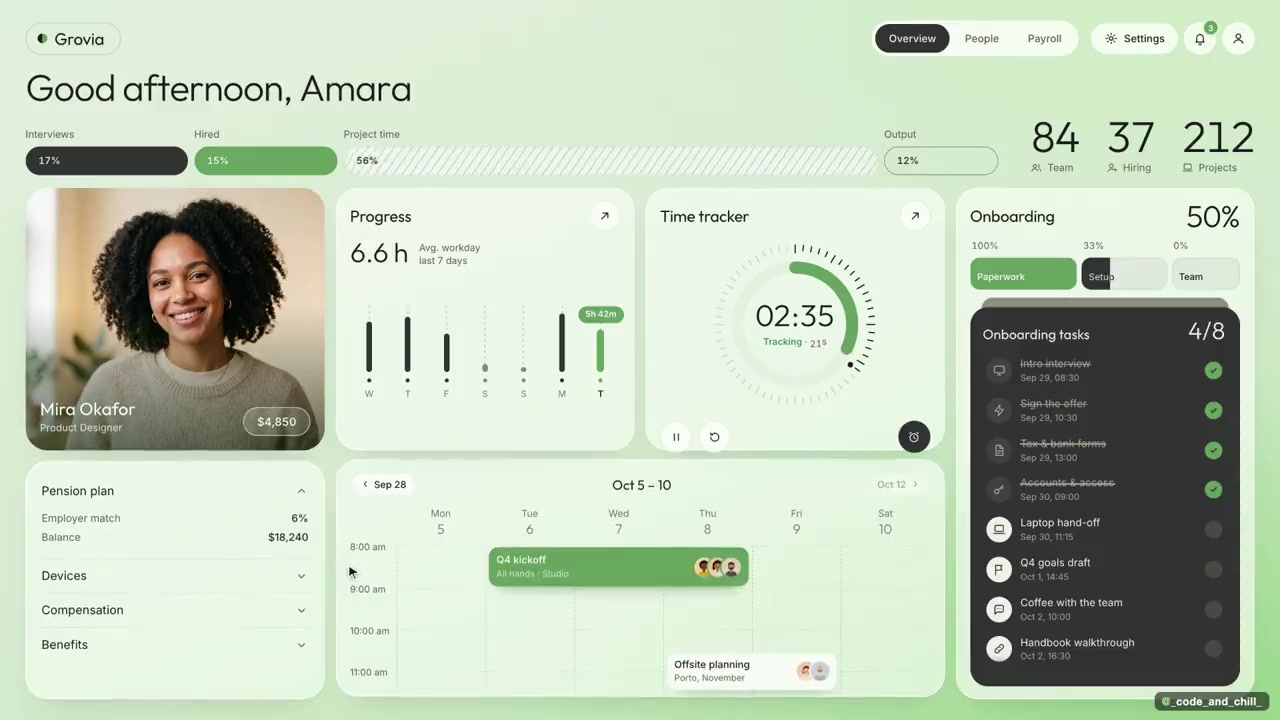 Grovia
Overview
People
Payroll
Settings
3
Good afternoon, Amara
Interviews
17%
Hired
15%
Project time
56%
Output
12%
84
Team
37
Hiring
212
Projects
Mira Okafor
Product Designer
$4,850
Progress
6.6 h
Avg. workday
last 7 days
5h 42m
W T F S S M T
Time tracker
02:35
Tracking · 21s
Onboarding
50%
100%
33%
0%
Paperwork
Setup
Team
Onboarding tasks
4/8
Intro interview
Sep 29, 08:30
Sign the offer
Sep 29, 10:30
Tax & bank forms
Sep 29, 13:00
Accounts & access
Sep 30, 09:00
Laptop hand-off
Sep 30, 11:15
Q4 goals draft
Oct 1, 14:45
Coffee with the team
Oct 2, 10:00
Handbook walkthrough
Oct 2, 16:30
Pension plan
Employer match 6%
Balance $18,240
Devices
Compensation
Benefits
Sep 28
Oct 5 – 10
Oct 12
Mon Tue Wed Thu Fri Sat
5 6 7 8 9 10
8:00 am
Q4 kickoff
All hands · Studio
9:00 am
10:00 am
11:00 am
Offsite planning
Porto, November
@_code_and_chill_